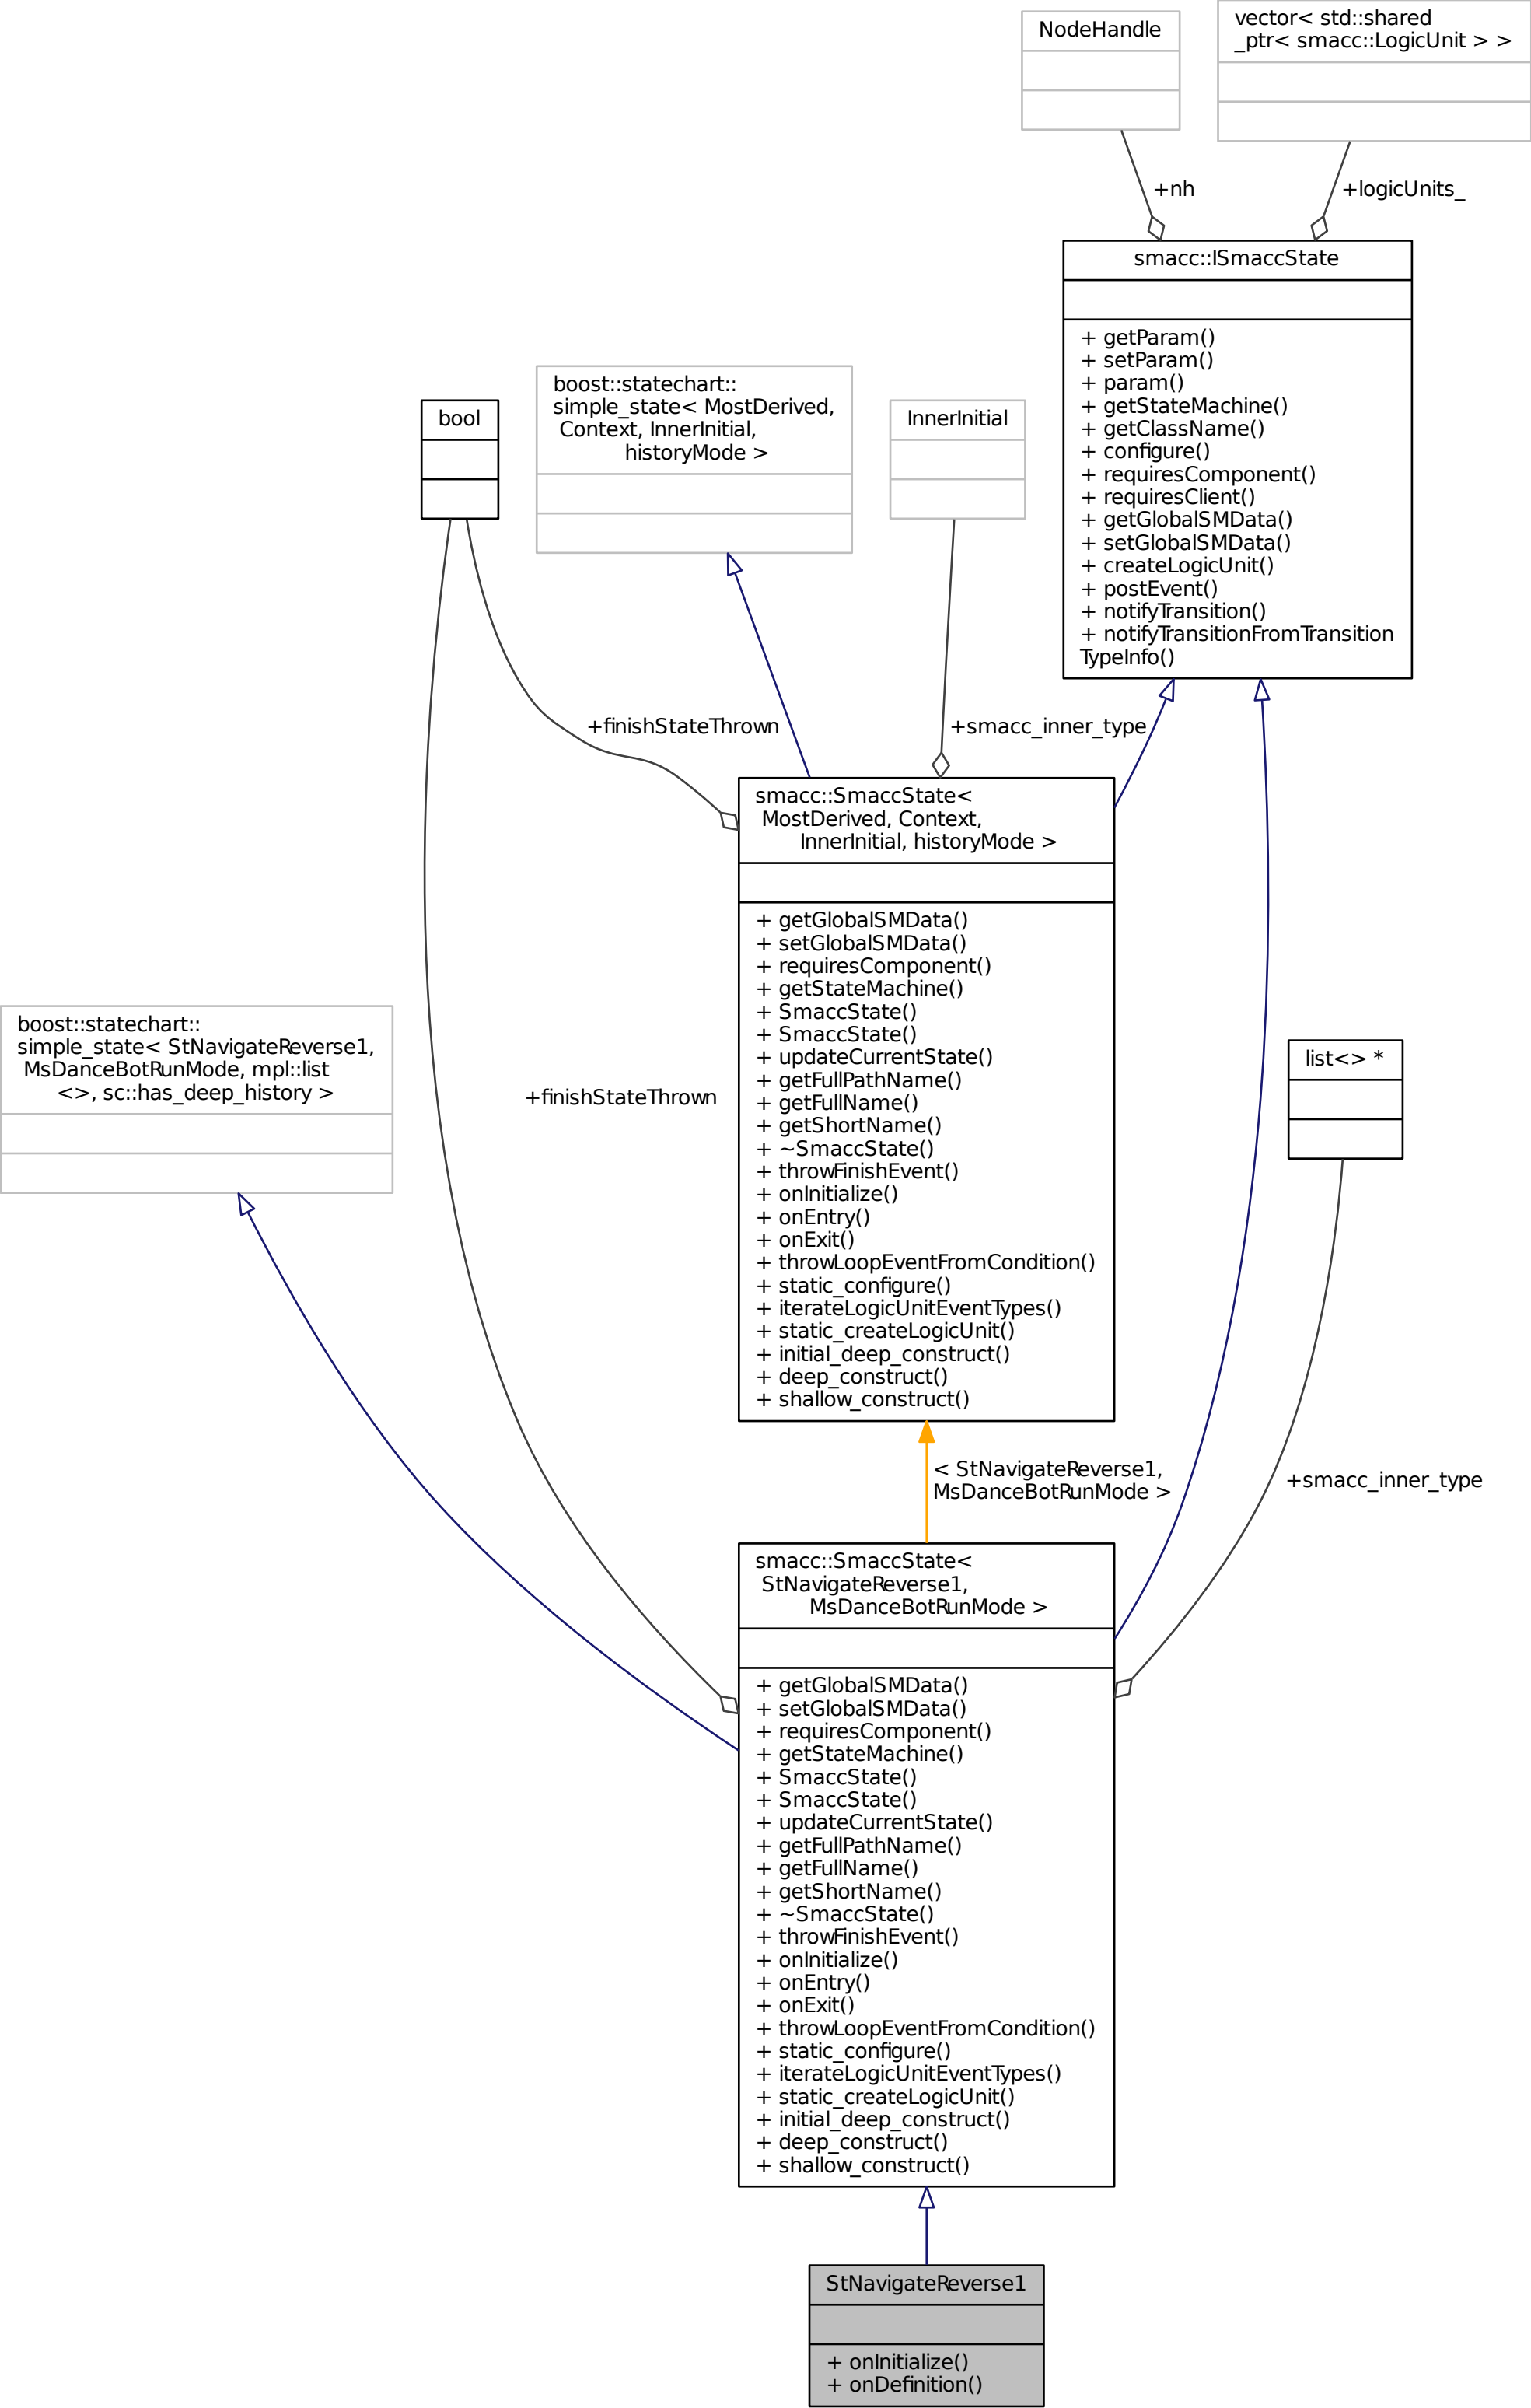 NodeHandle
vector< std::shared
_ptr< smacc::LogicUnit > >
+nh
+logicUnits_
smacc::ISmaccState
+ getParam()
+ setParam()
+ param()
+ getStateMachine()
+ getClassName()
+ configure()
+ requiresComponent()
+ requiresClient()
+ getGlobalSMData()
+ setGlobalSMData()
+ createLogicUnit()
+ postEvent()
+ notifyTransition()
+ notifyTransitionFromTransition
TypeInfo()
bool
boost::statechart::
simple_state< MostDerived,
Context, InnerInitial,
historyMode >
InnerInitial
+finishStateThrown
+smacc_inner_type
smacc::SmaccState<
MostDerived, Context,
InnerInitial, historyMode >
+ getGlobalSMData()
+ setGlobalSMData()
+ requiresComponent()
+ getStateMachine()
+ SmaccState()
+ SmaccState()
+ updateCurrentState()
+ getFullPathName()
+ getFullName()
+ getShortName()
+ ~SmaccState()
+ throwFinishEvent()
+ onInitialize()
+ onEntry()
+ onExit()
+ throwLoopEventFromCondition()
+ static_configure()
+ iterateLogicUnitEventTypes()
+ static_createLogicUnit()
+ initial_deep_construct()
+ deep_construct()
+ shallow_construct()
boost::statechart::
simple_state< StNavigateReverse1,
MsDanceBotRunMode, mpl::list
<>, sc::has_deep_history >
+finishStateThrown
list<> *
< StNavigateReverse1,
MsDanceBotRunMode >
+smacc_inner_type
smacc::SmaccState<
StNavigateReverse1,
MsDanceBotRunMode >
+ getGlobalSMData()
+ setGlobalSMData()
+ requiresComponent()
+ getStateMachine()
+ SmaccState()
+ SmaccState()
+ updateCurrentState()
+ getFullPathName()
+ getFullName()
+ getShortName()
+ ~SmaccState()
+ throwFinishEvent()
+ onInitialize()
+ onEntry()
+ onExit()
+ throwLoopEventFromCondition()
+ static_configure()
+ iterateLogicUnitEventTypes()
+ static_createLogicUnit()
+ initial_deep_construct()
+ deep_construct()
+ shallow_construct()
StNavigateReverse1
+ onInitialize()
+ onDefinition()